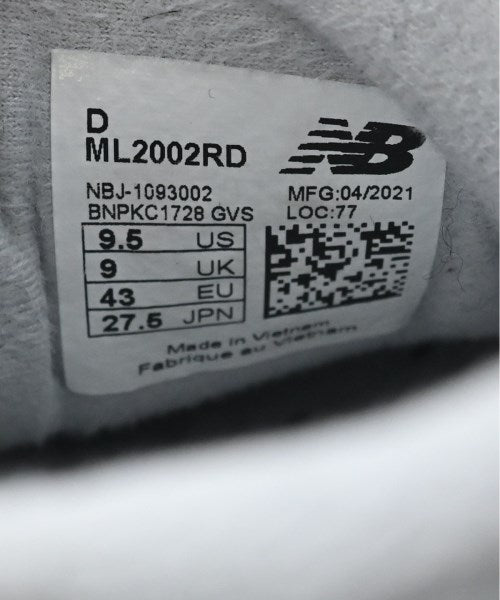 D
ML2002RD
NB
NBJ-1093002
BNPKC1728 GVS
MFG:04/2021
LOC:77
9.5 US
9 UK
43 EU
27.5 JPN
Made in Vietnam
Fabrique au Vietnam